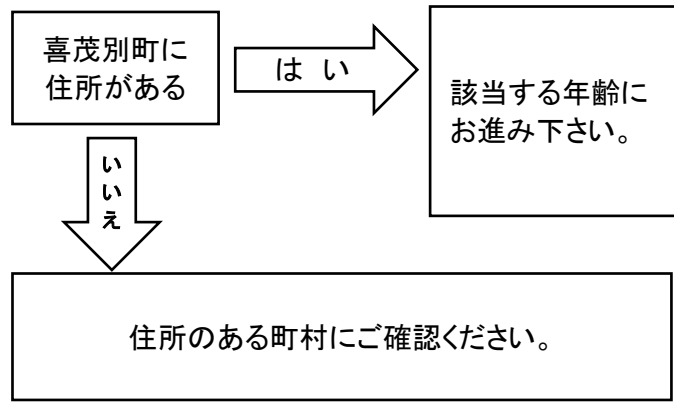 喜茂別町に
住所がある
はい
該当する年齢に
お進み下さい。
いいえ
住所のある町村にご確認ください。